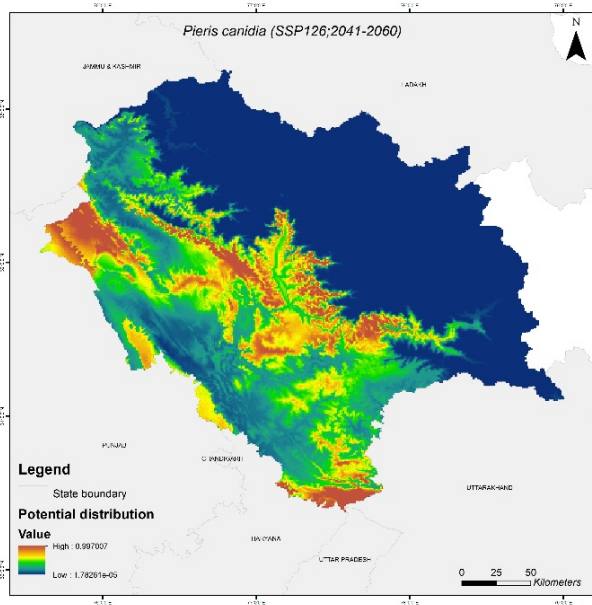 Pieris canidia (SSP126;2041-2060)
N
JAMMU & KASHMIR
LADAKH
PUNJAB
CHANDIGARH
UTTARAKHAND
HARYANA
UTTAR PRADESH
Legend
State boundary
Potential distribution
Value
High : 0.997007
Low : 1.78261e-05
0 25 50
Kilometers